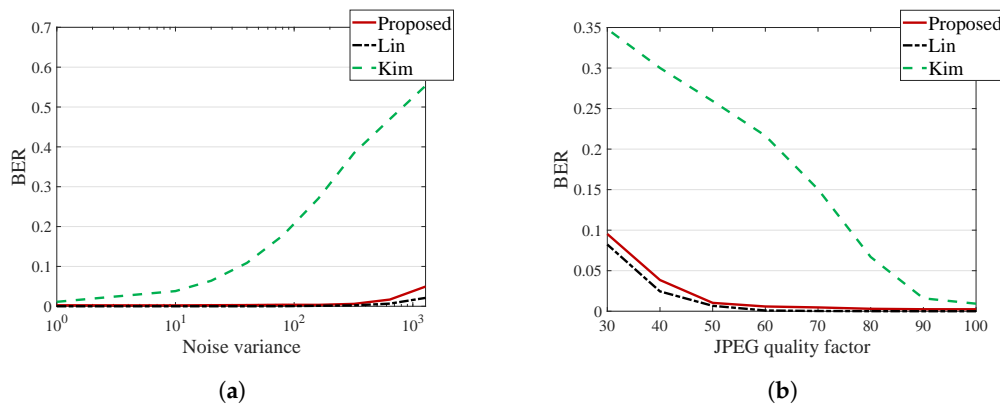 0.7
0.6
0.5
0.4
0.3
0.2
0.1
0
BER
10^0
10^1
10^2
10^3
Noise variance
Proposed
Lin
Kim
(a)
0.35
0.3
0.25
0.2
0.15
0.1
0.05
0
BER
30 40 50 60 70 80 90 100
JPEG quality factor
Proposed
Lin
Kim
(b)